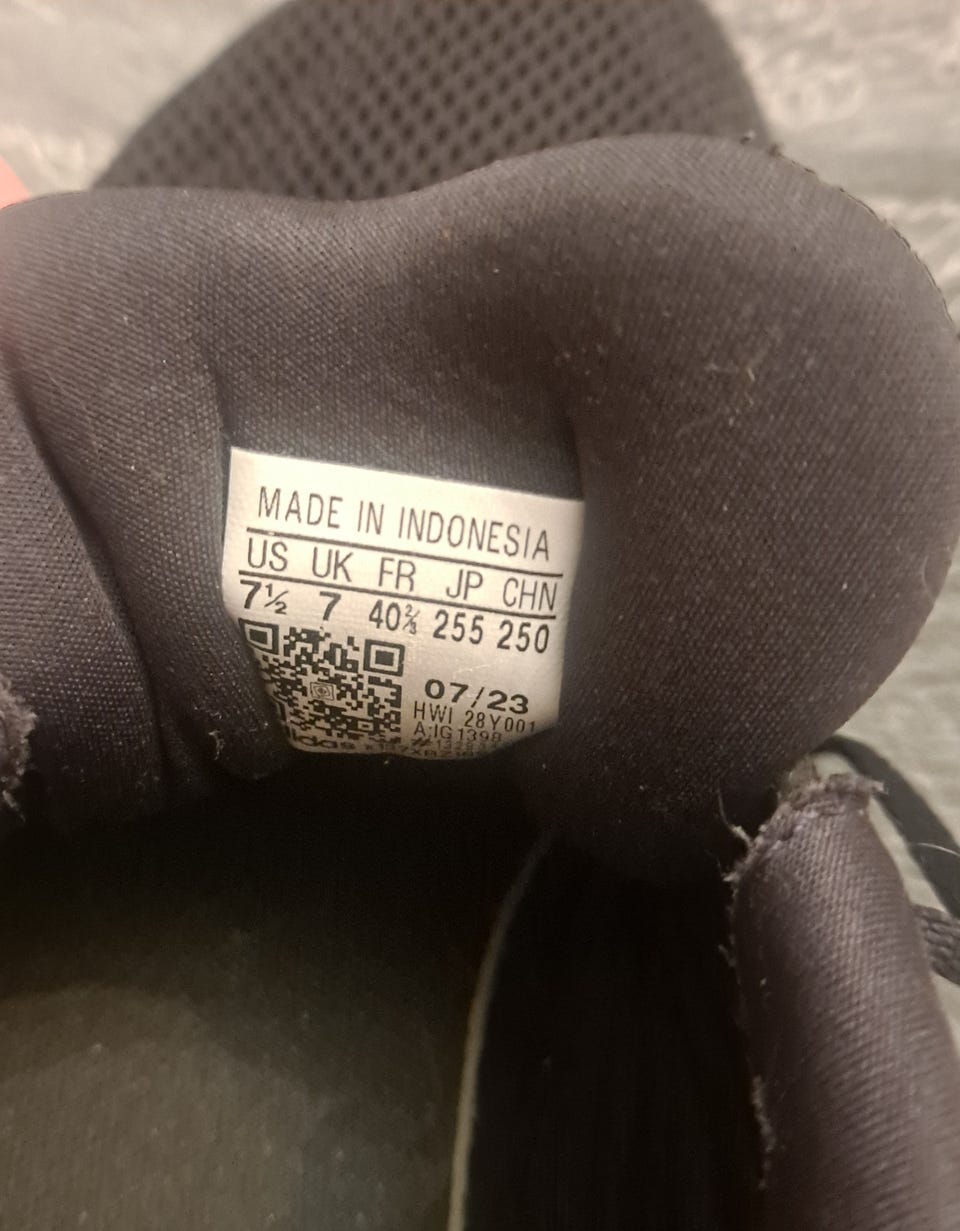 MADE IN INDONESIA
US UK FR JP CHN
7½ 7 40⅔ 255 250
07/23
HWI 28Y001
A:IG1398